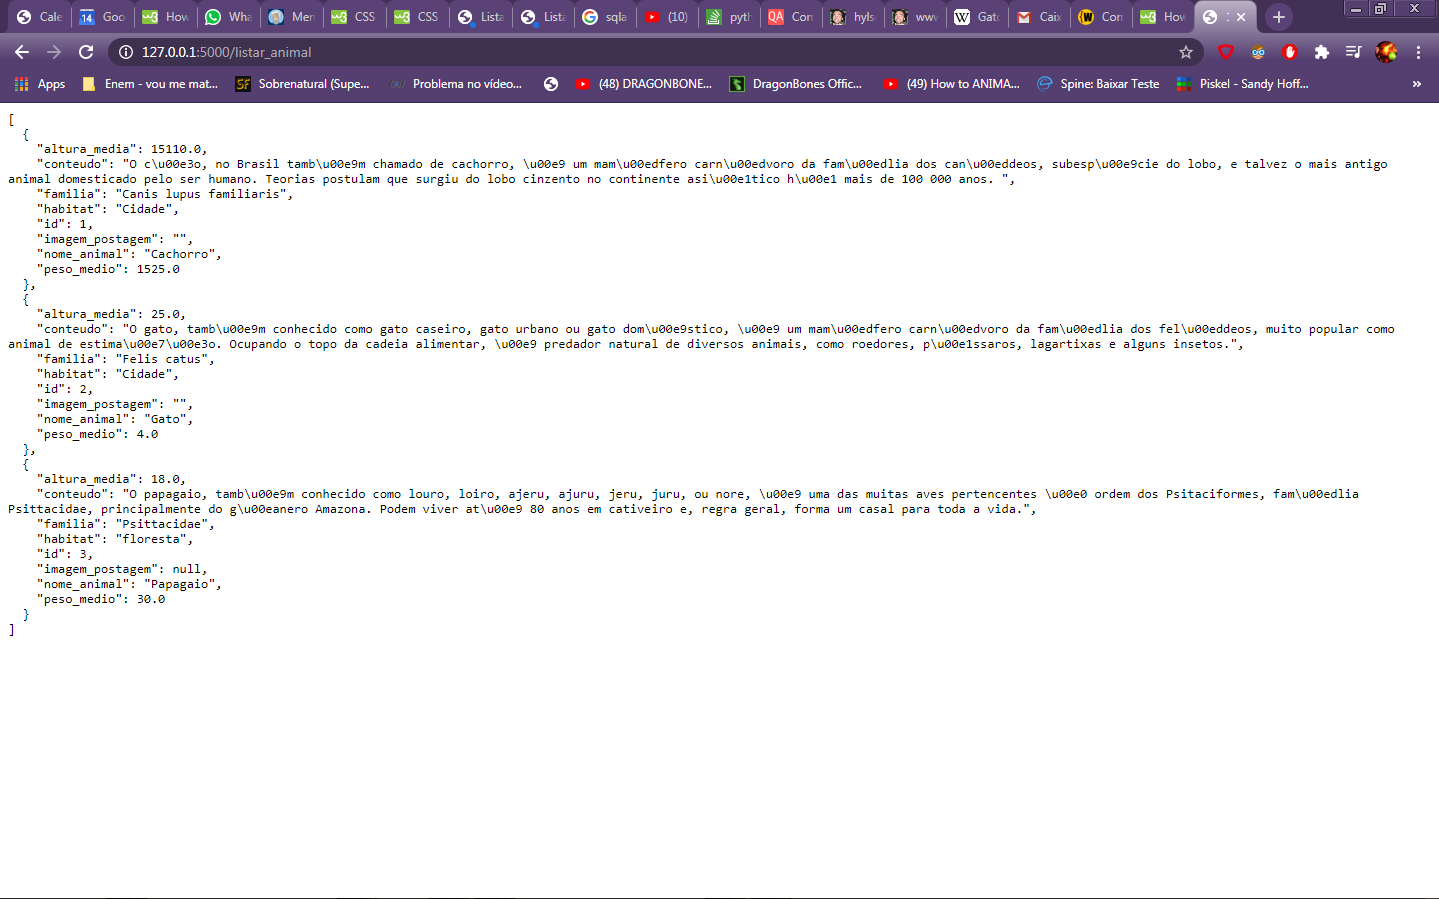 Cale
14 Goo
w3 How
Wha
Mer
w3 CSS
w3 CSS
Lista
Lista
sqla
(10)
pyth
QA Con
hyls
www
W Gato
Caix
Con
w3 How
127.0.0.1:5000/listar_animal
Apps
Enem - vou me mat...
SF Sobrenatural (Supe...
Problema no vídeo...
(48) DRAGONBONE...
DragonBones Offic...
(49) How to ANIMA...
Spine: Baixar Teste
Piskel - Sandy Hoff...
»
[
  {
    "altura_media": 15110.0,
    "conteudo": "O c\u00e3o, no Brasil tamb\u00e9m chamado de cachorro, \u00e9 um mam\u00edfero carn\u00edvoro da fam\u00edlia dos can\u00eddeos, subesp\u00e9cie do lobo, e talvez o mais antigo
animal domesticado pelo ser humano. Teorias postulam que surgiu do lobo cinzento no continente asi\u00e1tico h\u00e1 mais de 100 000 anos. ",
    "familia": "Canis lupus familiaris",
    "habitat": "Cidade",
    "id": 1,
    "imagem_postagem": "",
    "nome_animal": "Cachorro",
    "peso_medio": 1525.0
  },
  {
    "altura_media": 25.0,
    "conteudo": "O gato, tamb\u00e9m conhecido como gato caseiro, gato urbano ou gato dom\u00e9stico, \u00e9 um mam\u00edfero carn\u00edvoro da fam\u00edlia dos fel\u00eddeos, muito popular como
animal de estima\u00e7\u00e3o. Ocupando o topo da cadeia alimentar, \u00e9 predador natural de diversos animais, como roedores, p\u00e1ssaros, lagartixas e alguns insetos.",
    "familia": "Felis catus",
    "habitat": "Cidade",
    "id": 2,
    "imagem_postagem": "",
    "nome_animal": "Gato",
    "peso_medio": 4.0
  },
  {
    "altura_media": 18.0,
    "conteudo": "O papagaio, tamb\u00e9m conhecido como louro, loiro, ajeru, ajuru, jeru, juru, ou nore, \u00e9 uma das muitas aves pertencentes \u00e0 ordem dos Psitaciformes, fam\u00edlia
Psittacidae, principalmente do g\u00eanero Amazona. Podem viver at\u00e9 80 anos em cativeiro e, regra geral, forma um casal para toda a vida.",
    "familia": "Psittacidae",
    "habitat": "floresta",
    "id": 3,
    "imagem_postagem": null,
    "nome_animal": "Papagaio",
    "peso_medio": 30.0
  }
]